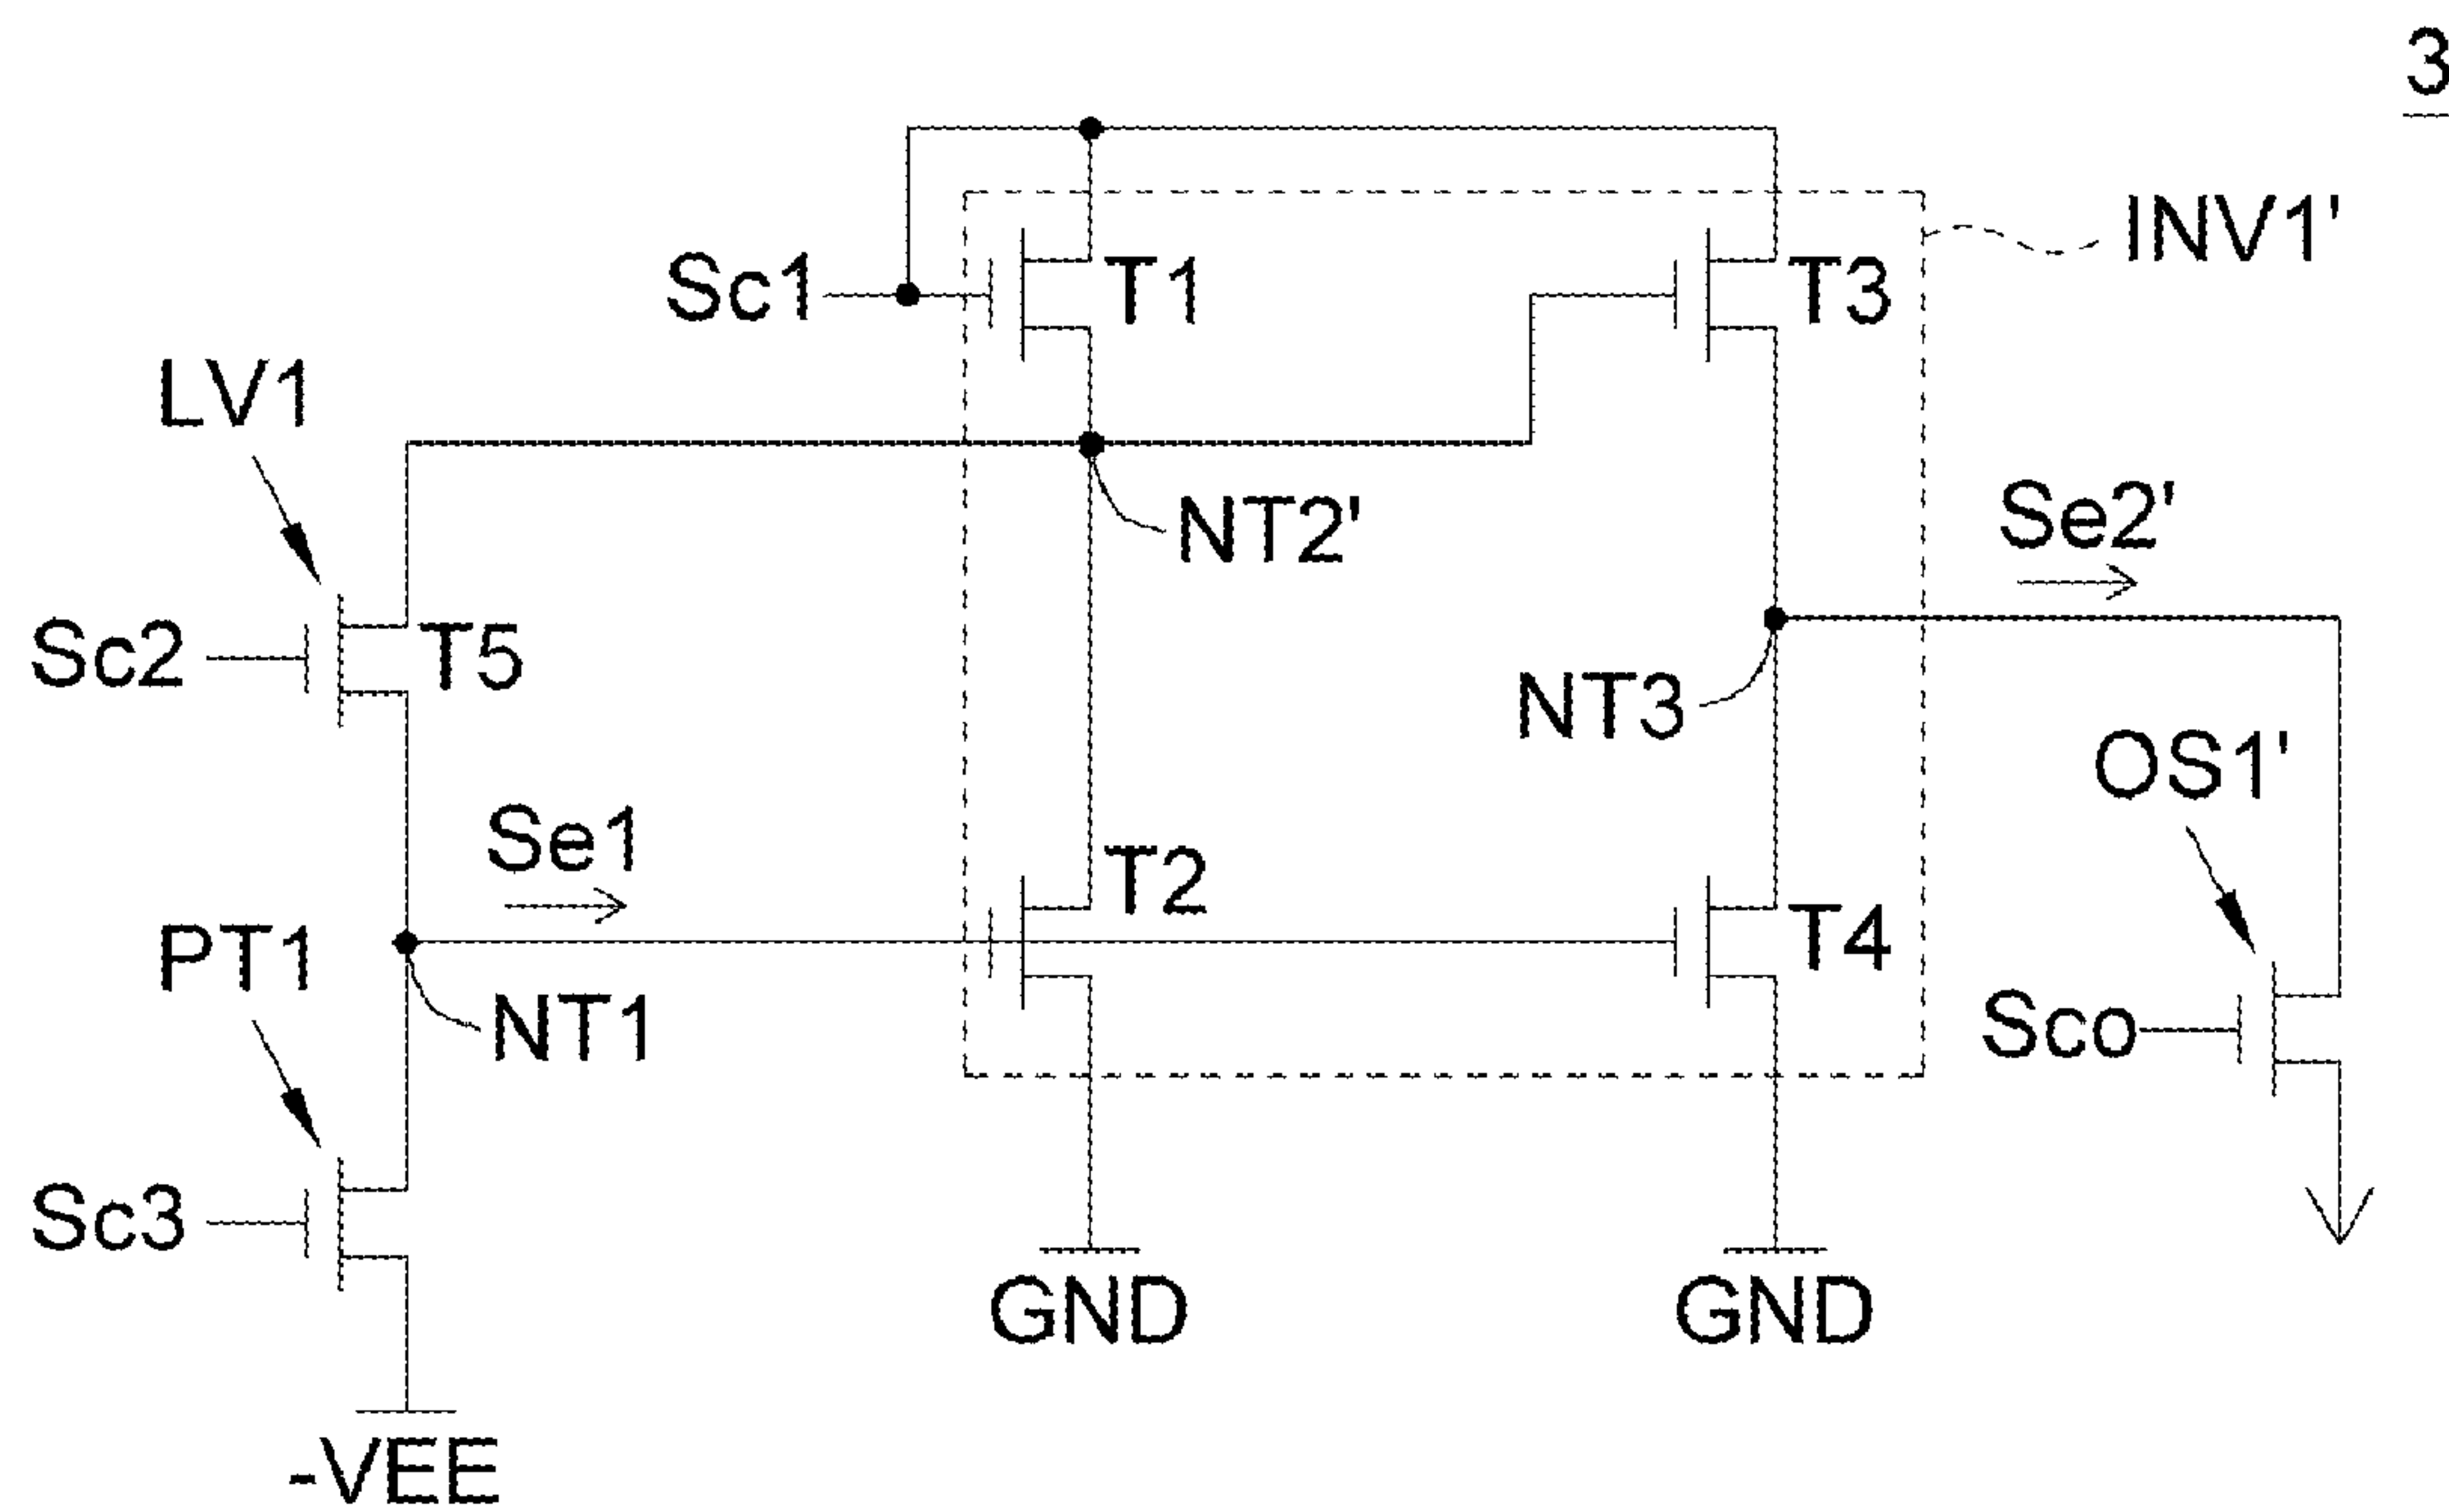 3
INV1'
Sc1
T1
T3
LV1
NT2'
Se2'
Sc2
T5
NT3
OS1'
Se1
T2
PT1
T4
NT1
Sco
Sc3
GND
GND
-VEE